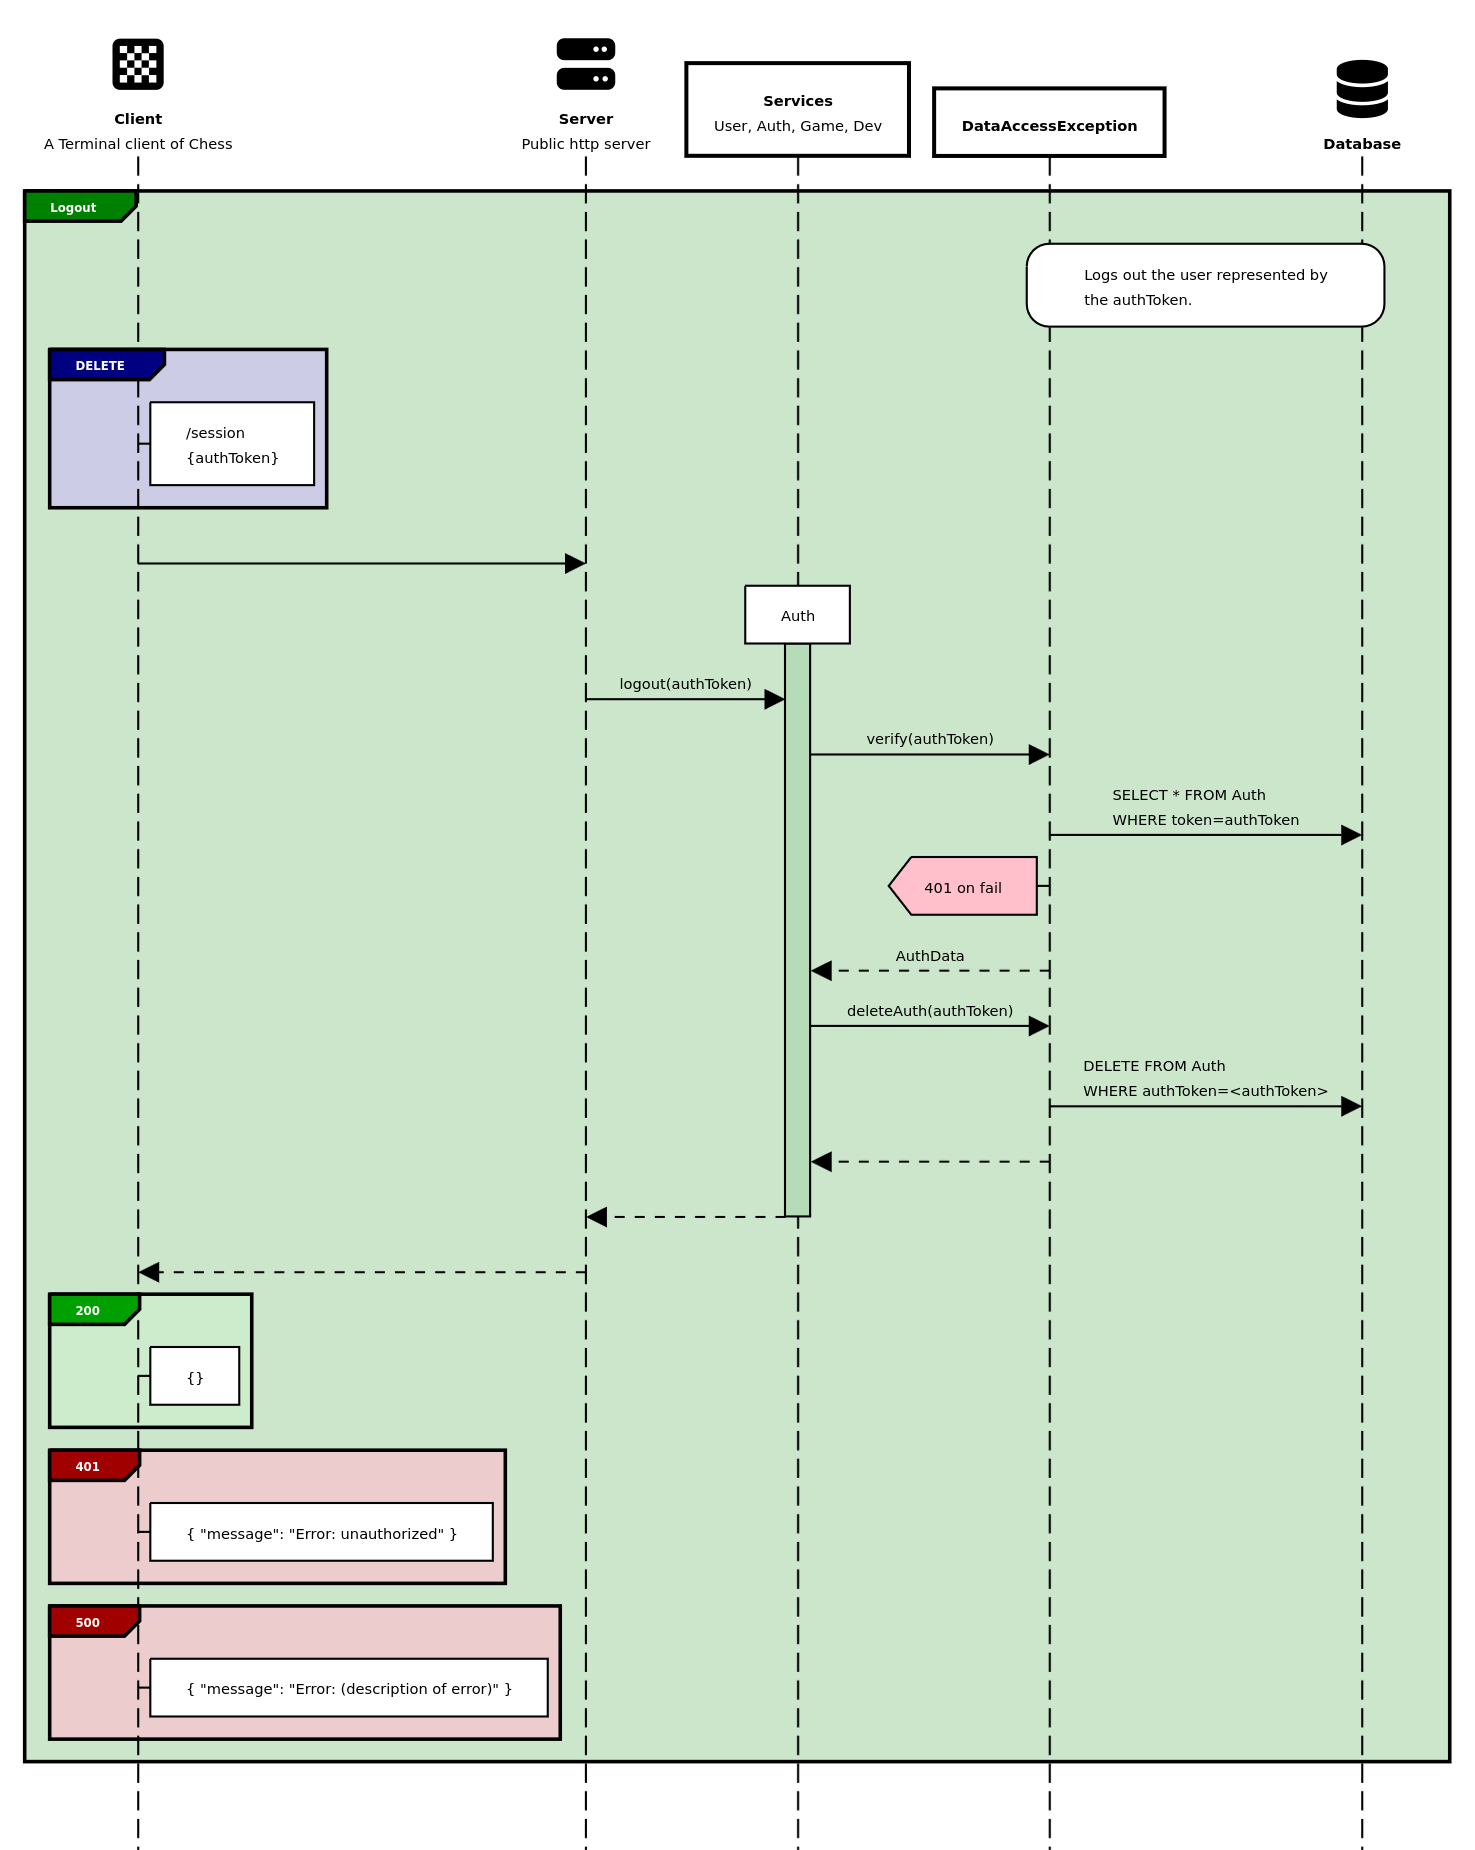 Client
A Terminal client of Chess
Server
Public http server
Services
User, Auth, Game, Dev
DataAccessException
Database
Logout
Logs out the user represented by
the authToken.
DELETE
/session
{authToken}
Auth
logout(authToken)
verify(authToken)
SELECT * FROM Auth
WHERE token=authToken
401 on fail
AuthData
deleteAuth(authToken)
DELETE FROM Auth
WHERE authToken=<authToken>
200
{}
401
{ "message": "Error: unauthorized" }
500
{ "message": "Error: (description of error)" }